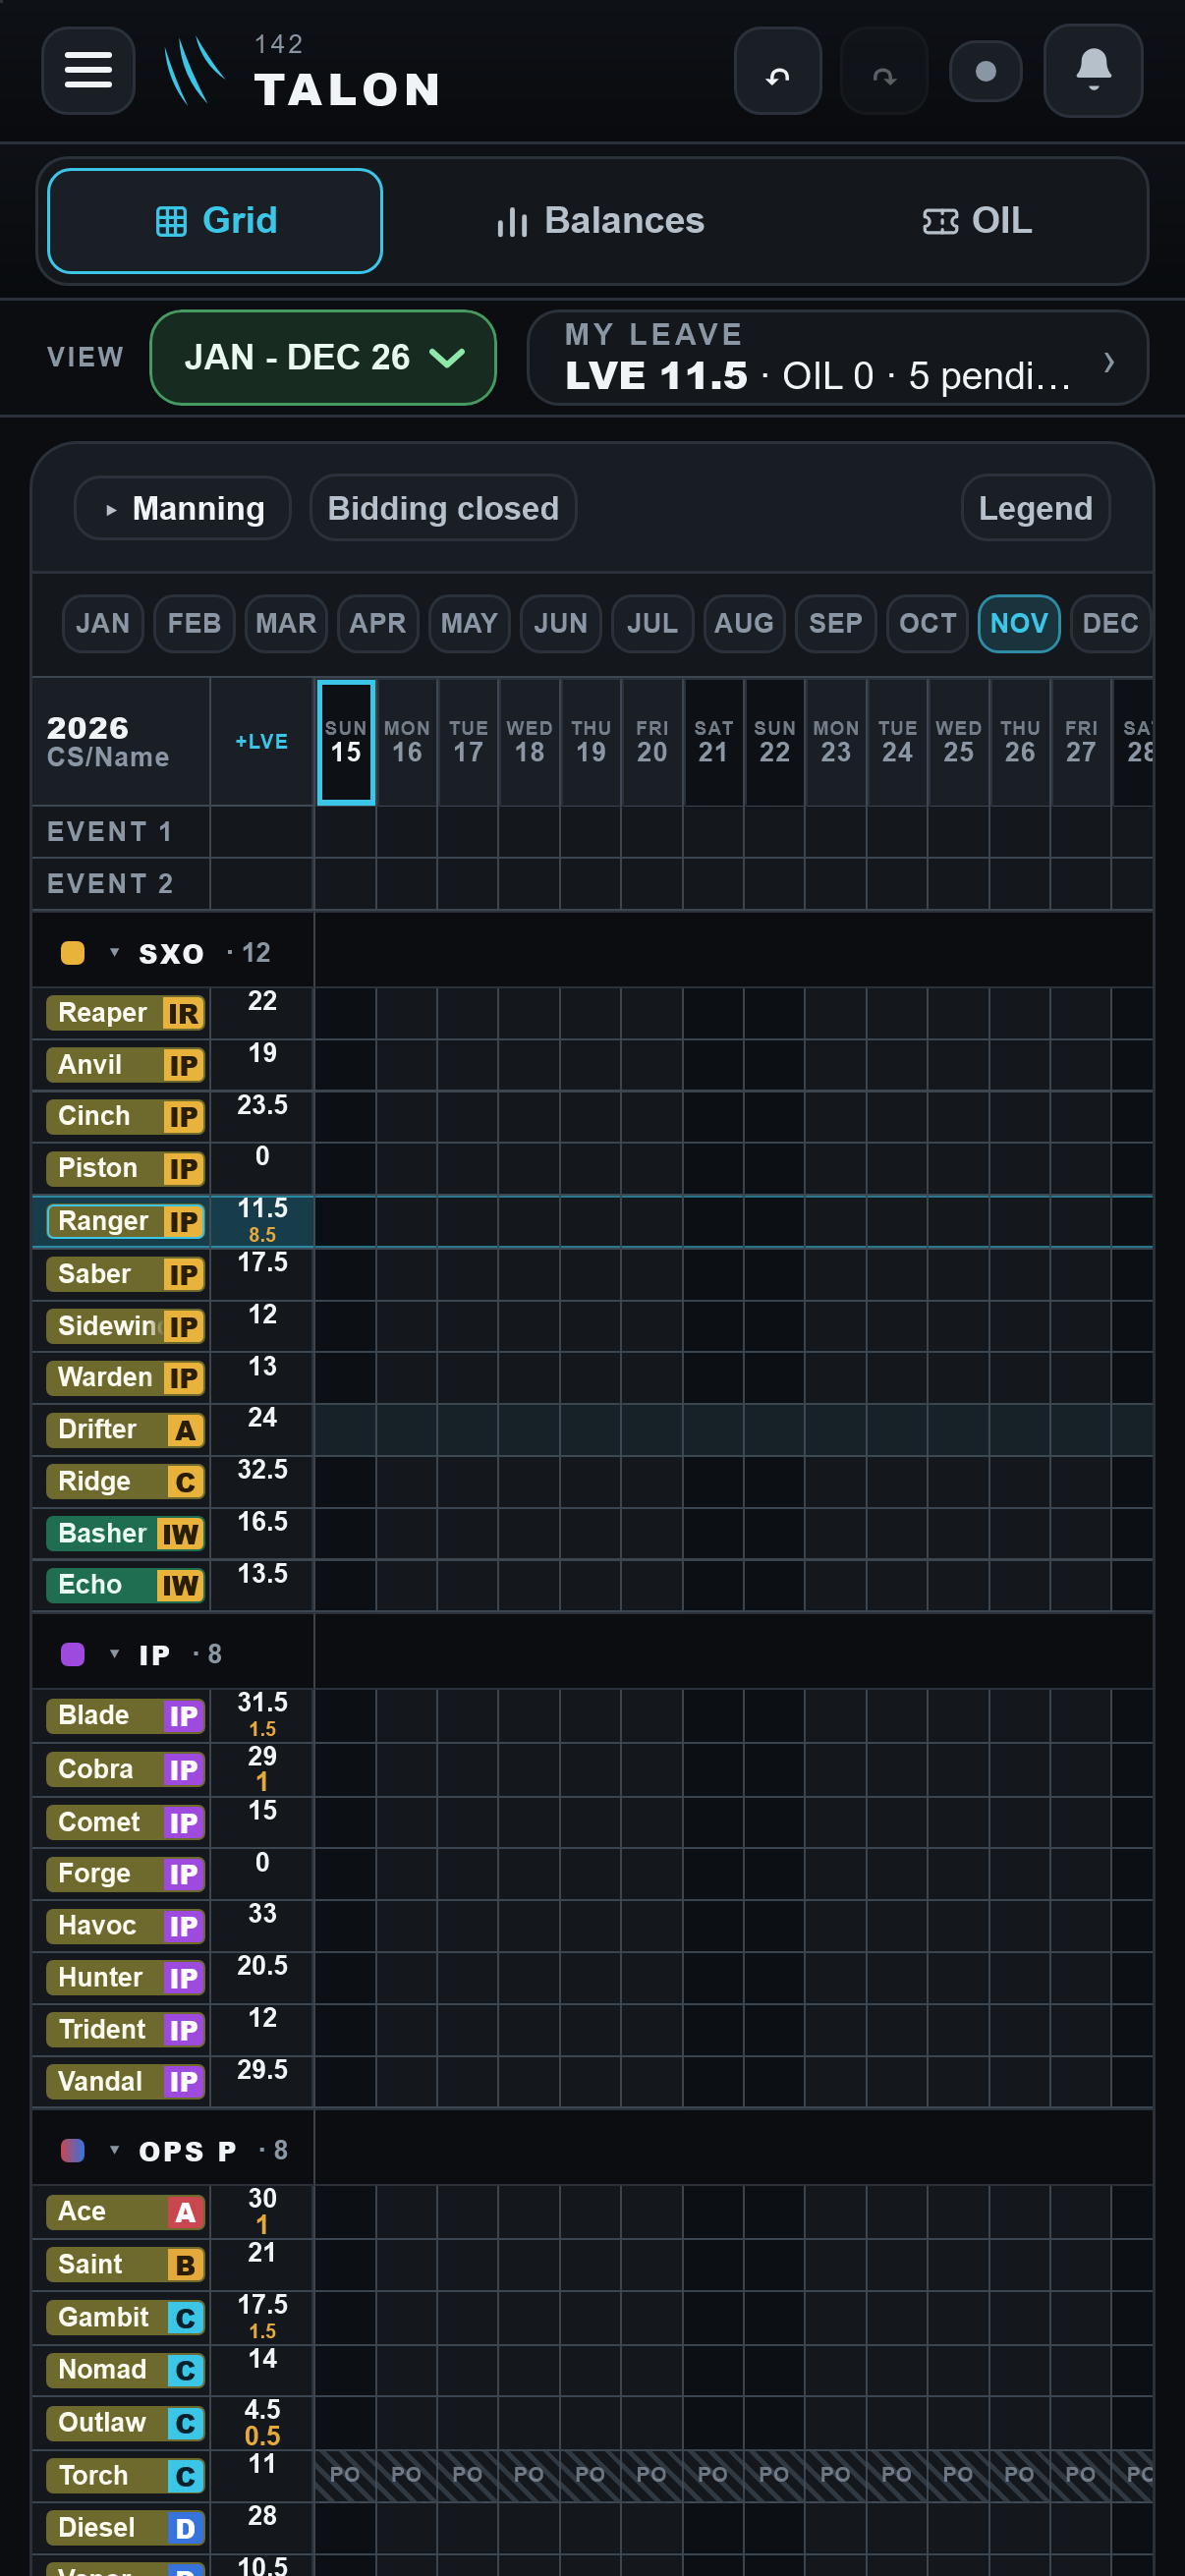 142
TALON
Grid
Balances
OIL
VIEW
JAN - DEC 26
MY LEAVE
LVE 11.5 · OIL 0 · 5 pendi...
Manning
Bidding closed
Legend
JAN FEB MAR APR MAY JUN JUL AUG SEP OCT NOV DEC
2026
CS/Name
+LVE
SUN 15
MON 16
TUE 17
WED 18
THU 19
FRI 20
SAT 21
SUN 22
MON 23
TUE 24
WED 25
THU 26
FRI 27
SAT 28
EVENT 1
EVENT 2
SXO · 12
Reaper IR 22
Anvil IP 19
Cinch IP 23.5
Piston IP 0
Ranger IP 11.5
8.5
Saber IP 17.5
Sidewin IP 12
Warden IP 13
Drifter A 24
Ridge C 32.5
Basher IW 16.5
Echo IW 13.5
IP · 8
Blade IP 31.5
1.5
Cobra IP 29
1
Comet IP 15
Forge IP 0
Havoc IP 33
Hunter IP 20.5
Trident IP 12
Vandal IP 29.5
OPS P · 8
Ace A 30
1
Saint B 21
Gambit C 17.5
1.5
Nomad C 14
Outlaw C 4.5
0.5
Torch C 11 PO PO PO PO PO PO PO PO PO PO PO PO PO PO
Diesel D 28
10.5